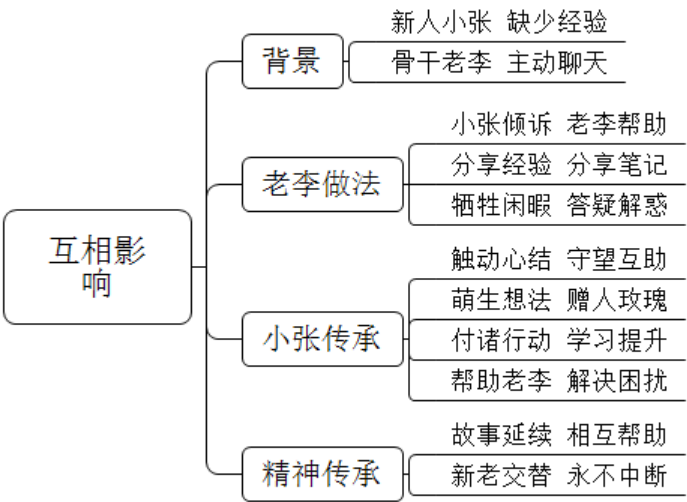 互相影
响
背景
新人小张 缺少经验
骨干老李 主动聊天
老李做法
小张倾诉 老李帮助
分享经验 分享笔记
牺牲闲暇 答疑解惑
小张传承
触动心结 守望互助
萌生想法 赠人玫瑰
付诸行动 学习提升
帮助老李 解决困扰
精神传承
故事延续 相互帮助
新老交替 永不中断